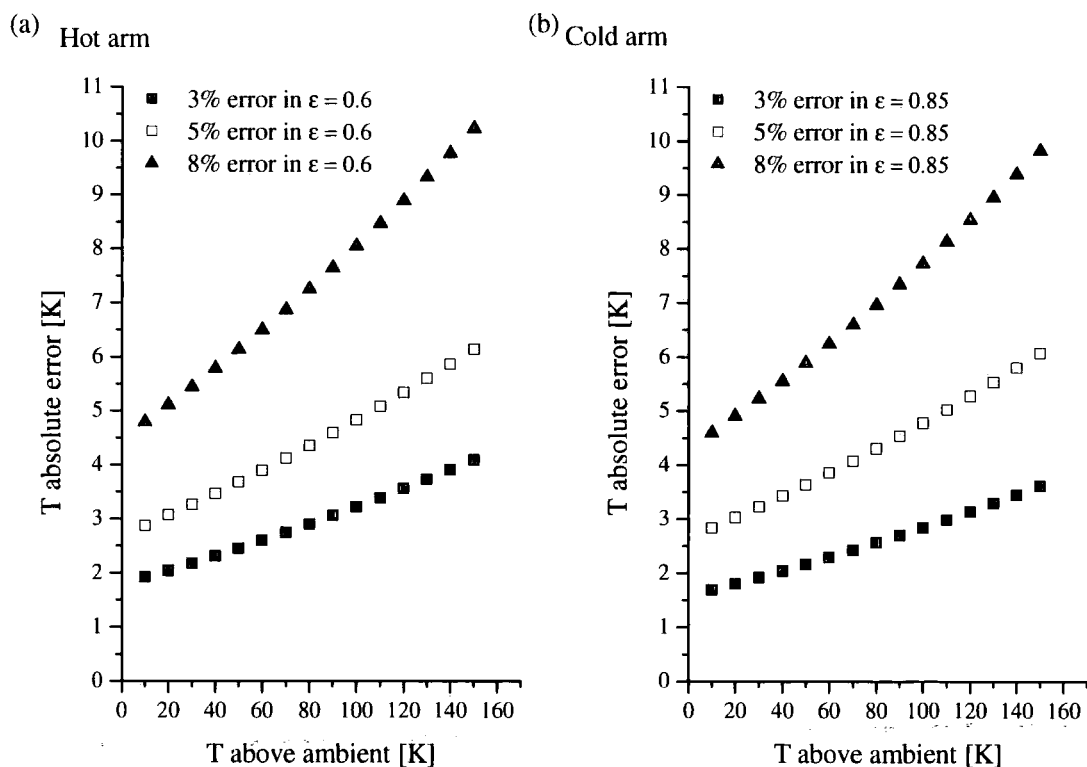 (a) Hot arm
11
10
9
8
7
6
5
4
3
2
1
0
T absolute error [K]
3% error in ε = 0.6
5% error in ε = 0.6
8% error in ε = 0.6
0 20 40 60 80 100 120 140 160
T above ambient [K]
(b) Cold arm
11
10
9
8
7
6
5
4
3
2
1
0
T absolute error [K]
3% error in ε = 0.85
5% error in ε = 0.85
8% error in ε = 0.85
0 20 40 60 80 100 120 140 160
T above ambient [K]